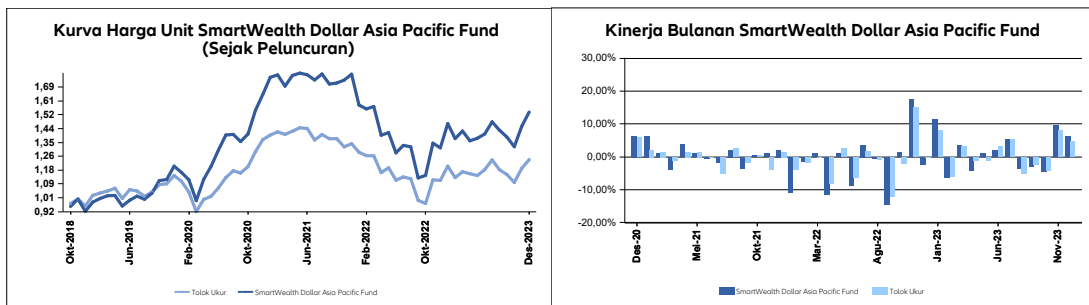 Kurva Harga Unit SmartWealth Dollar Asia Pacific Fund
(Sejak Peluncuran)
1,69
1,61
1,52
1,44
1,35
1,26
1,18
1,09
1,01
0,92
Okt-2018
Jun-2019
Feb-2020
Okt-2020
Jun-2021
Feb-2022
Okt-2022
Des-2023
Tolok Ukur
SmartWealth Dollar Asia Pacific Fund
Kinerja Bulanan SmartWealth Dollar Asia Pacific Fund
30,00%
20,00%
10,00%
0,00%
-10,00%
-20,00%
Des-20
Mei-21
Okt-21
Mar-22
Agu-22
Jan-23
Jun-23
Nov-23
SmartWealth Dollar Asia Pacific Fund
Tolok Ukur